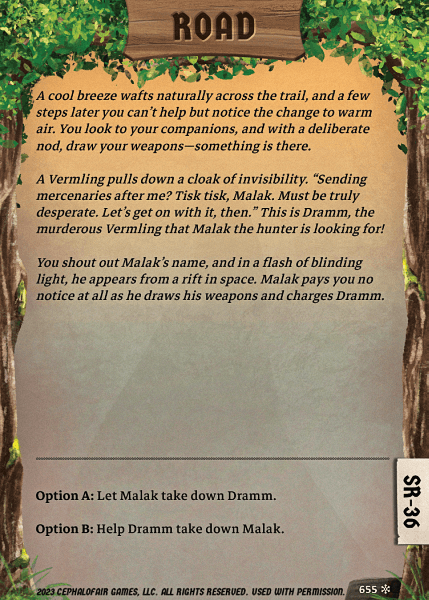 ROAD
A cool breeze wafts naturally across the trail, and a few
steps later you can't help but notice the change to warm
air. You look to your companions, and with a deliberate
nod, draw your weapons—something is there.
A Vermling pulls down a cloak of invisibility. “Sending
mercenaries after me? Tisk tisk, Malak. Must be truly
desperate. Let's get on with it, then.” This is Dramm, the
murderous Vermling that Malak the hunter is looking for!
You shout out Malak's name, and in a flash of blinding
light, he appears from a rift in space. Malak pays you no
notice at all as he draws his weapons and charges Dramm.
Option A: Let Malak take down Dramm.
Option B: Help Dramm take down Malak.
SR-36
2023 CEPHALOFAIR GAMES, LLC. ALL RIGHTS RESERVED. USED WITH PERMISSION.
655